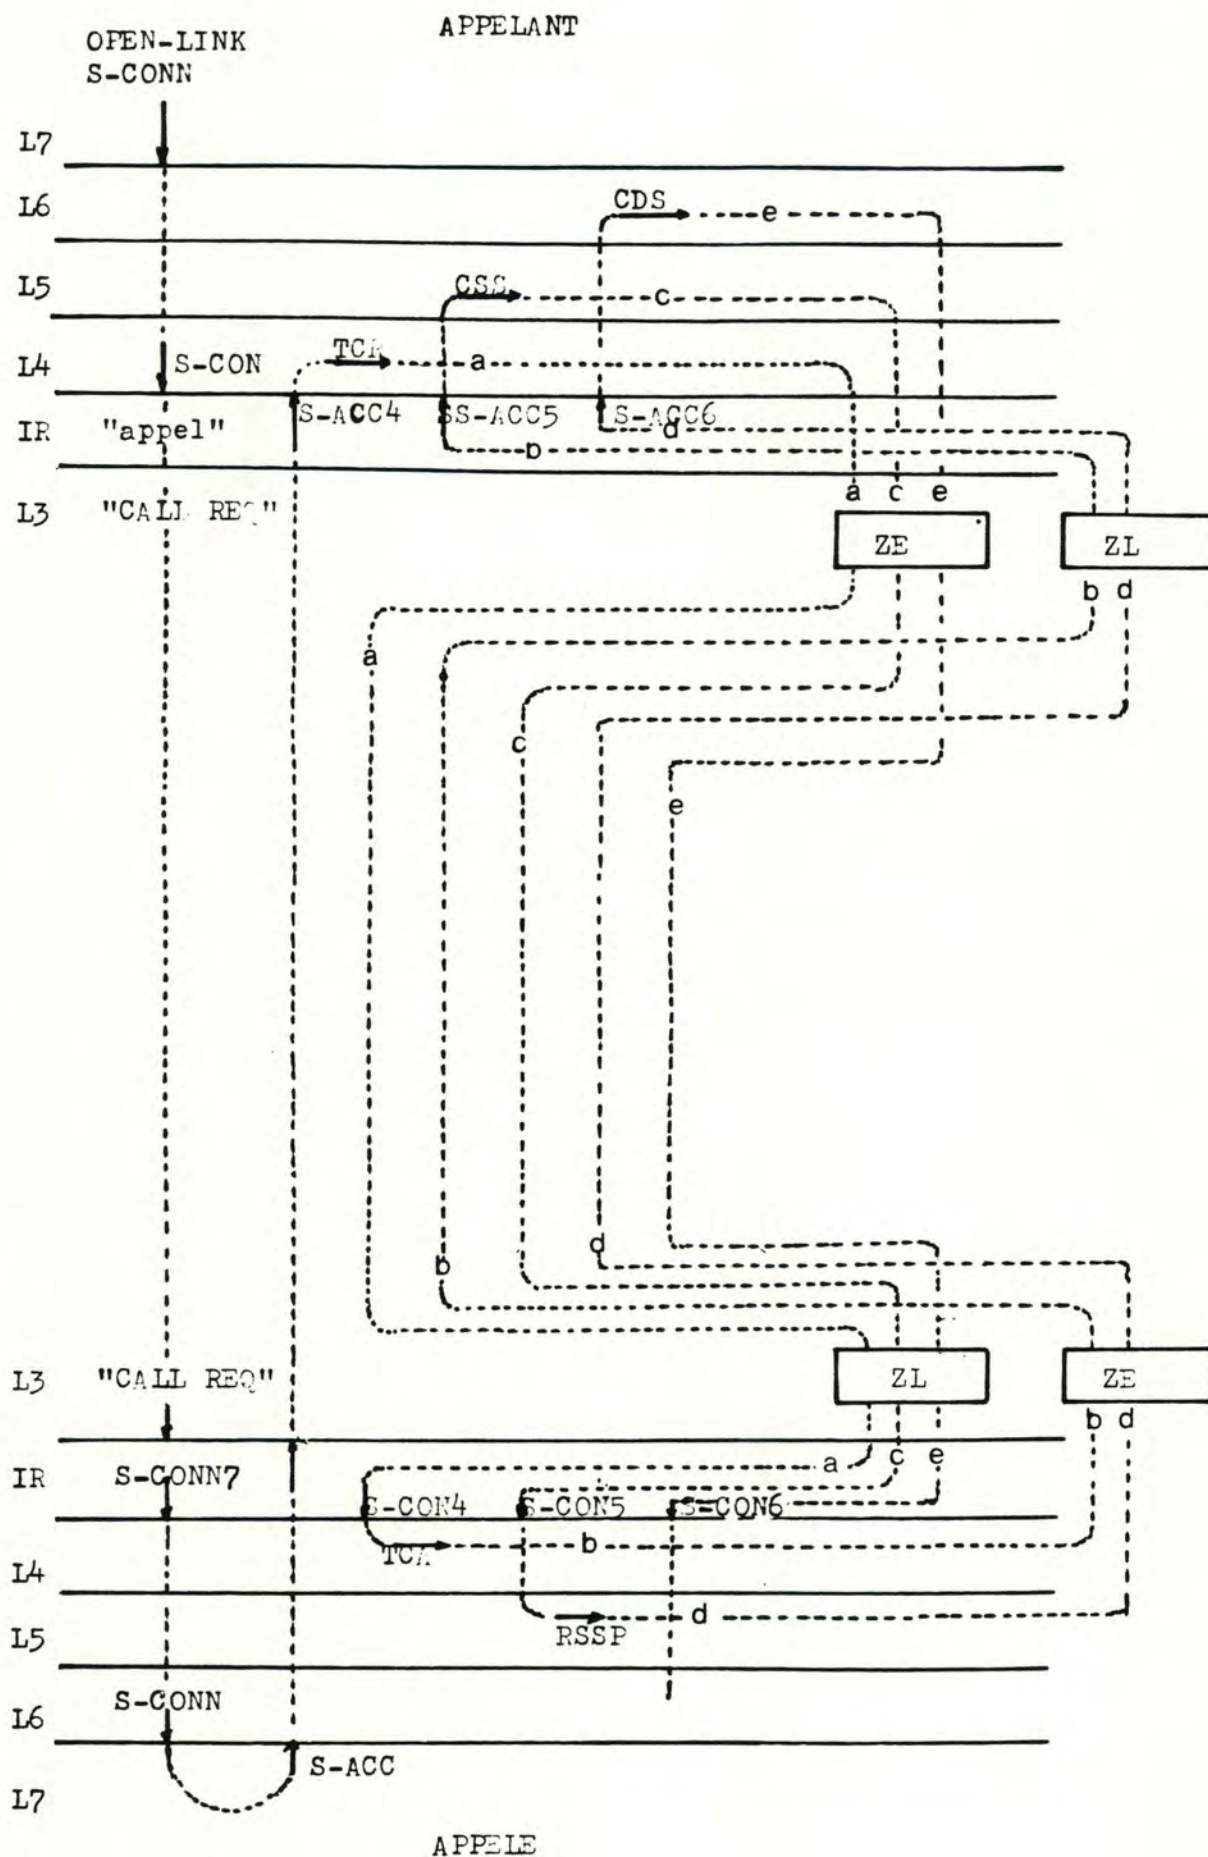 APPELANT
OPEN-LINK
S-CONN
L7
L6
CDS
e
L5
CSS
c
L4
S-CON
TCR
a
IR
"appel"
S-ACC4
SS-ACC5
S-ACC6
d
b
L3
"CALL REQ"
a
c
e
ZE
ZL
b
d
a
c
e
d
b
L3
"CALL REQ"
ZL
ZE
b
d
IR
S-CONN7
a
c
e
S-CON4
S-CON5
S-CON6
L4
TCA
b
L5
RSSP
d
L6
S-CONN
L7
S-ACC
APPELE